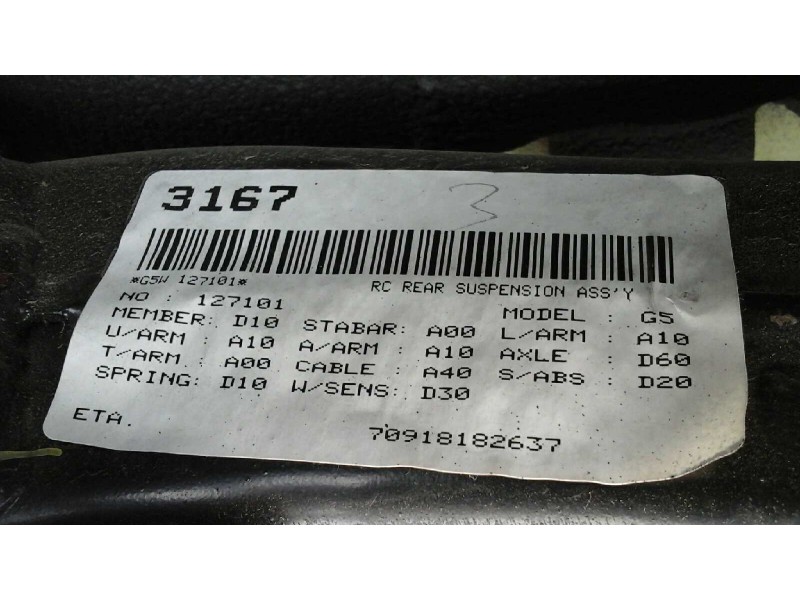 3167 3
*G5W 127101* RC REAR SUSPENSION ASS'Y
NO : 127101 MODEL : G5
MEMBER: D10 STABAR: A00 L/ARM : A10
U/ARM : A10 A/ARM : A10 AXLE : D60
T/ARM : A00 CABLE : A40 S/ABS : D20
SPRING: D10 W/SENS: D30
ETA. 70918182637